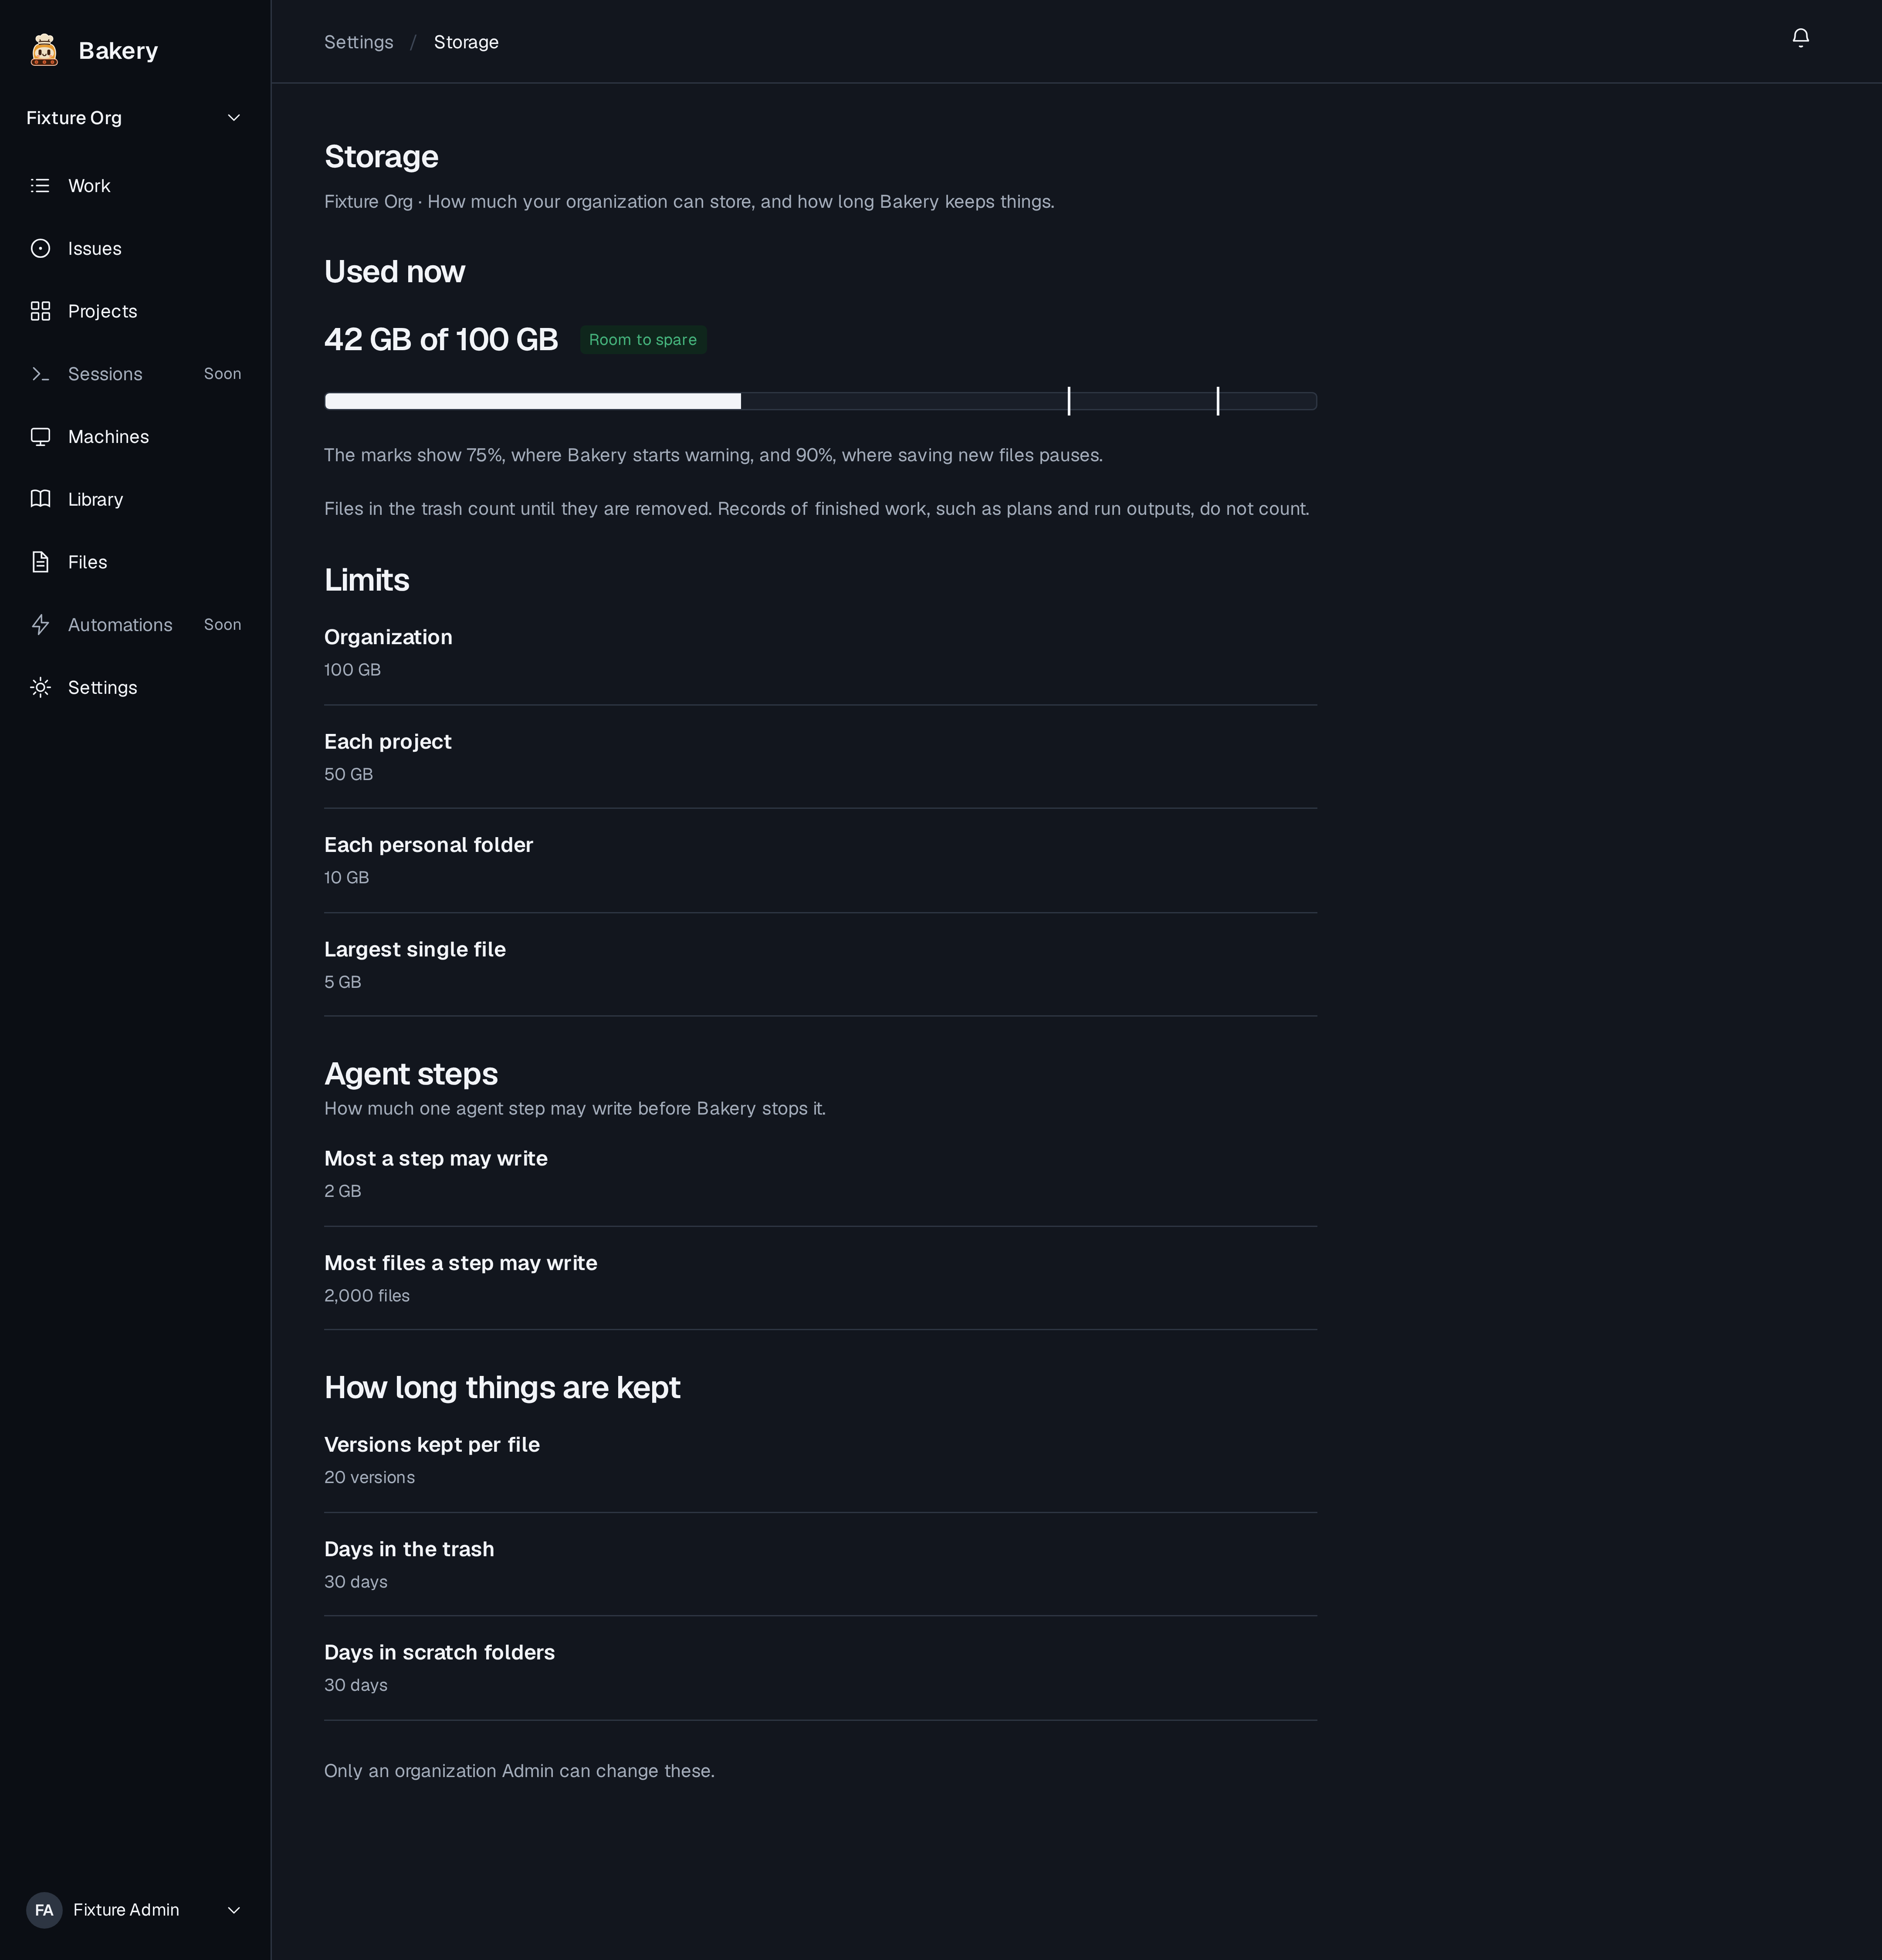 Bakery
Fixture Org
Work
Issues
Projects
Sessions Soon
Machines
Library
Files
Automations Soon
Settings
FA Fixture Admin
Settings / Storage
Storage
Fixture Org · How much your organization can store, and how long Bakery keeps things.
Used now
42 GB of 100 GB Room to spare
The marks show 75%, where Bakery starts warning, and 90%, where saving new files pauses.
Files in the trash count until they are removed. Records of finished work, such as plans and run outputs, do not count.
Limits
Organization
100 GB
Each project
50 GB
Each personal folder
10 GB
Largest single file
5 GB
Agent steps
How much one agent step may write before Bakery stops it.
Most a step may write
2 GB
Most files a step may write
2,000 files
How long things are kept
Versions kept per file
20 versions
Days in the trash
30 days
Days in scratch folders
30 days
Only an organization Admin can change these.